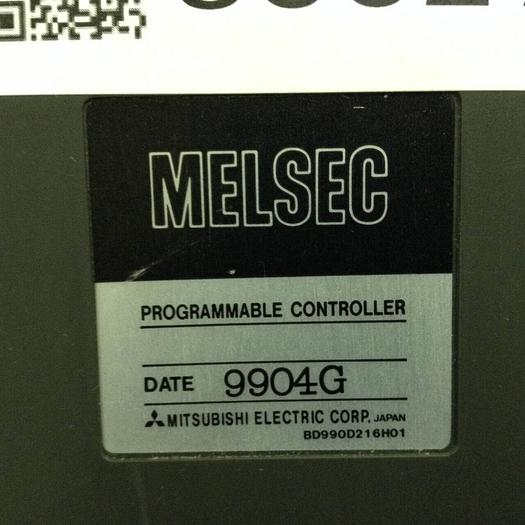 MELSEC
PROGRAMMABLE CONTROLLER
DATE 9904G
MITSUBISHI ELECTRIC CORP. JAPAN
BD990D216H01